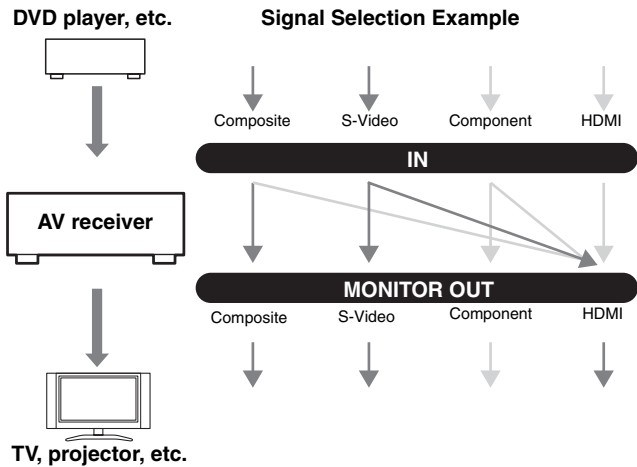 DVD player, etc.
Signal Selection Example
Composite S-Video Component HDMI
IN
AV receiver
MONITOR OUT
Composite S-Video Component HDMI
TV, projector, etc.